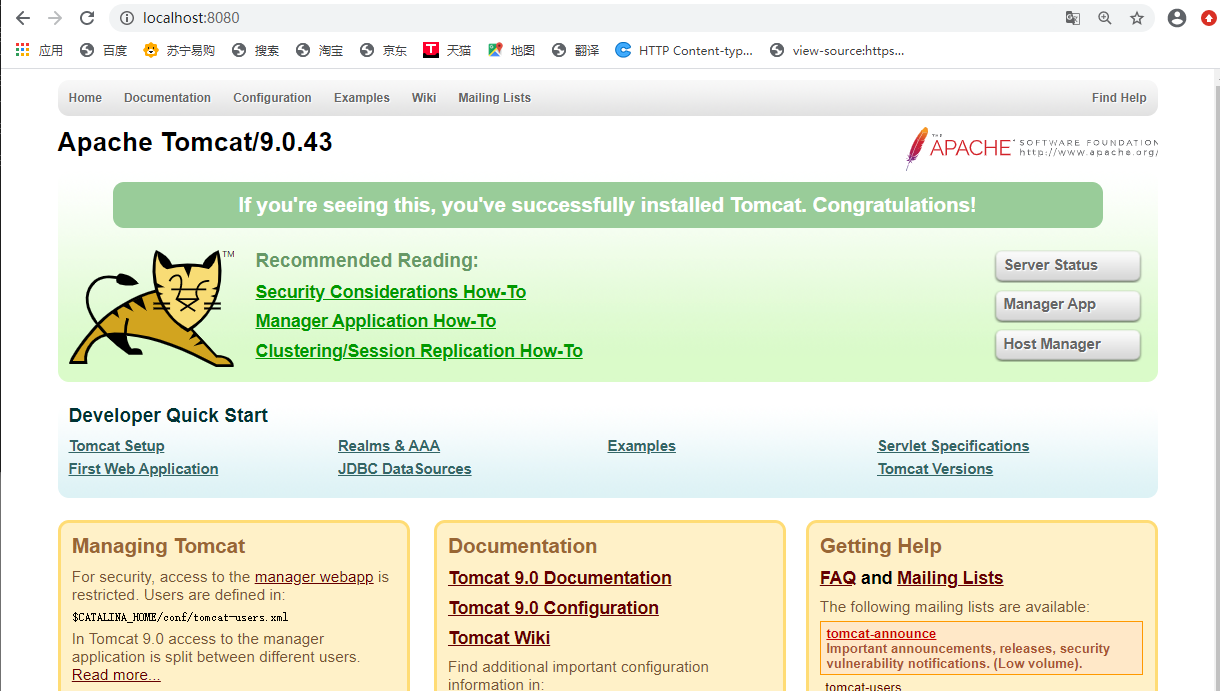 localhost:8080
应用 百度 苏宁易购 搜索 淘宝 京东 T 天猫 地图 翻译 HTTP Content-typ... view-source:https...
Home Documentation Configuration Examples Wiki Mailing Lists Find Help
Apache Tomcat/9.0.43
THE APACHE SOFTWARE FOUNDATION
http://www.apache.org/
If you're seeing this, you've successfully installed Tomcat. Congratulations!
TM
Recommended Reading:
Security Considerations How-To
Manager Application How-To
Clustering/Session Replication How-To
Server Status
Manager App
Host Manager
Developer Quick Start
Tomcat Setup
First Web Application
Realms & AAA
JDBC DataSources
Examples
Servlet Specifications
Tomcat Versions
Managing Tomcat
For security, access to the manager webapp is
restricted. Users are defined in:
$CATALINA_HOME/conf/tomcat-users.xml
In Tomcat 9.0 access to the manager
application is split between different users.
Read more...
Documentation
Tomcat 9.0 Documentation
Tomcat 9.0 Configuration
Tomcat Wiki
Find additional important configuration
information in:
Getting Help
FAQ and Mailing Lists
The following mailing lists are available:
tomcat-announce
Important announcements, releases, security
vulnerability notifications. (Low volume).
tomcat-users